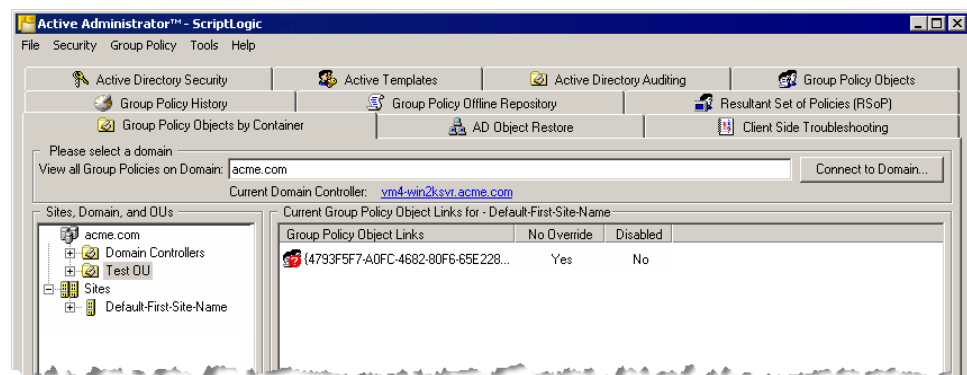 Active Administrator™ - ScriptLogic
File Security Group Policy Tools Help
Active Directory Security Active Templates Active Directory Auditing Group Policy Objects
Group Policy History Group Policy Offline Repository Resultant Set of Policies (RSoP)
Group Policy Objects by Container AD Object Restore Client Side Troubleshooting
Please select a domain
View all Group Policies on Domain: acme.com Connect to Domain...
Current Domain Controller: vm4-win2ksvr.acme.com
Sites, Domain, and OUs Current Group Policy Object Links for - Default-First-Site-Name
acme.com Group Policy Object Links No Override Disabled
Domain Controllers {4793F5F7-A0FC-4682-80F6-65E228... Yes No
Test OU
Sites
Default-First-Site-Name